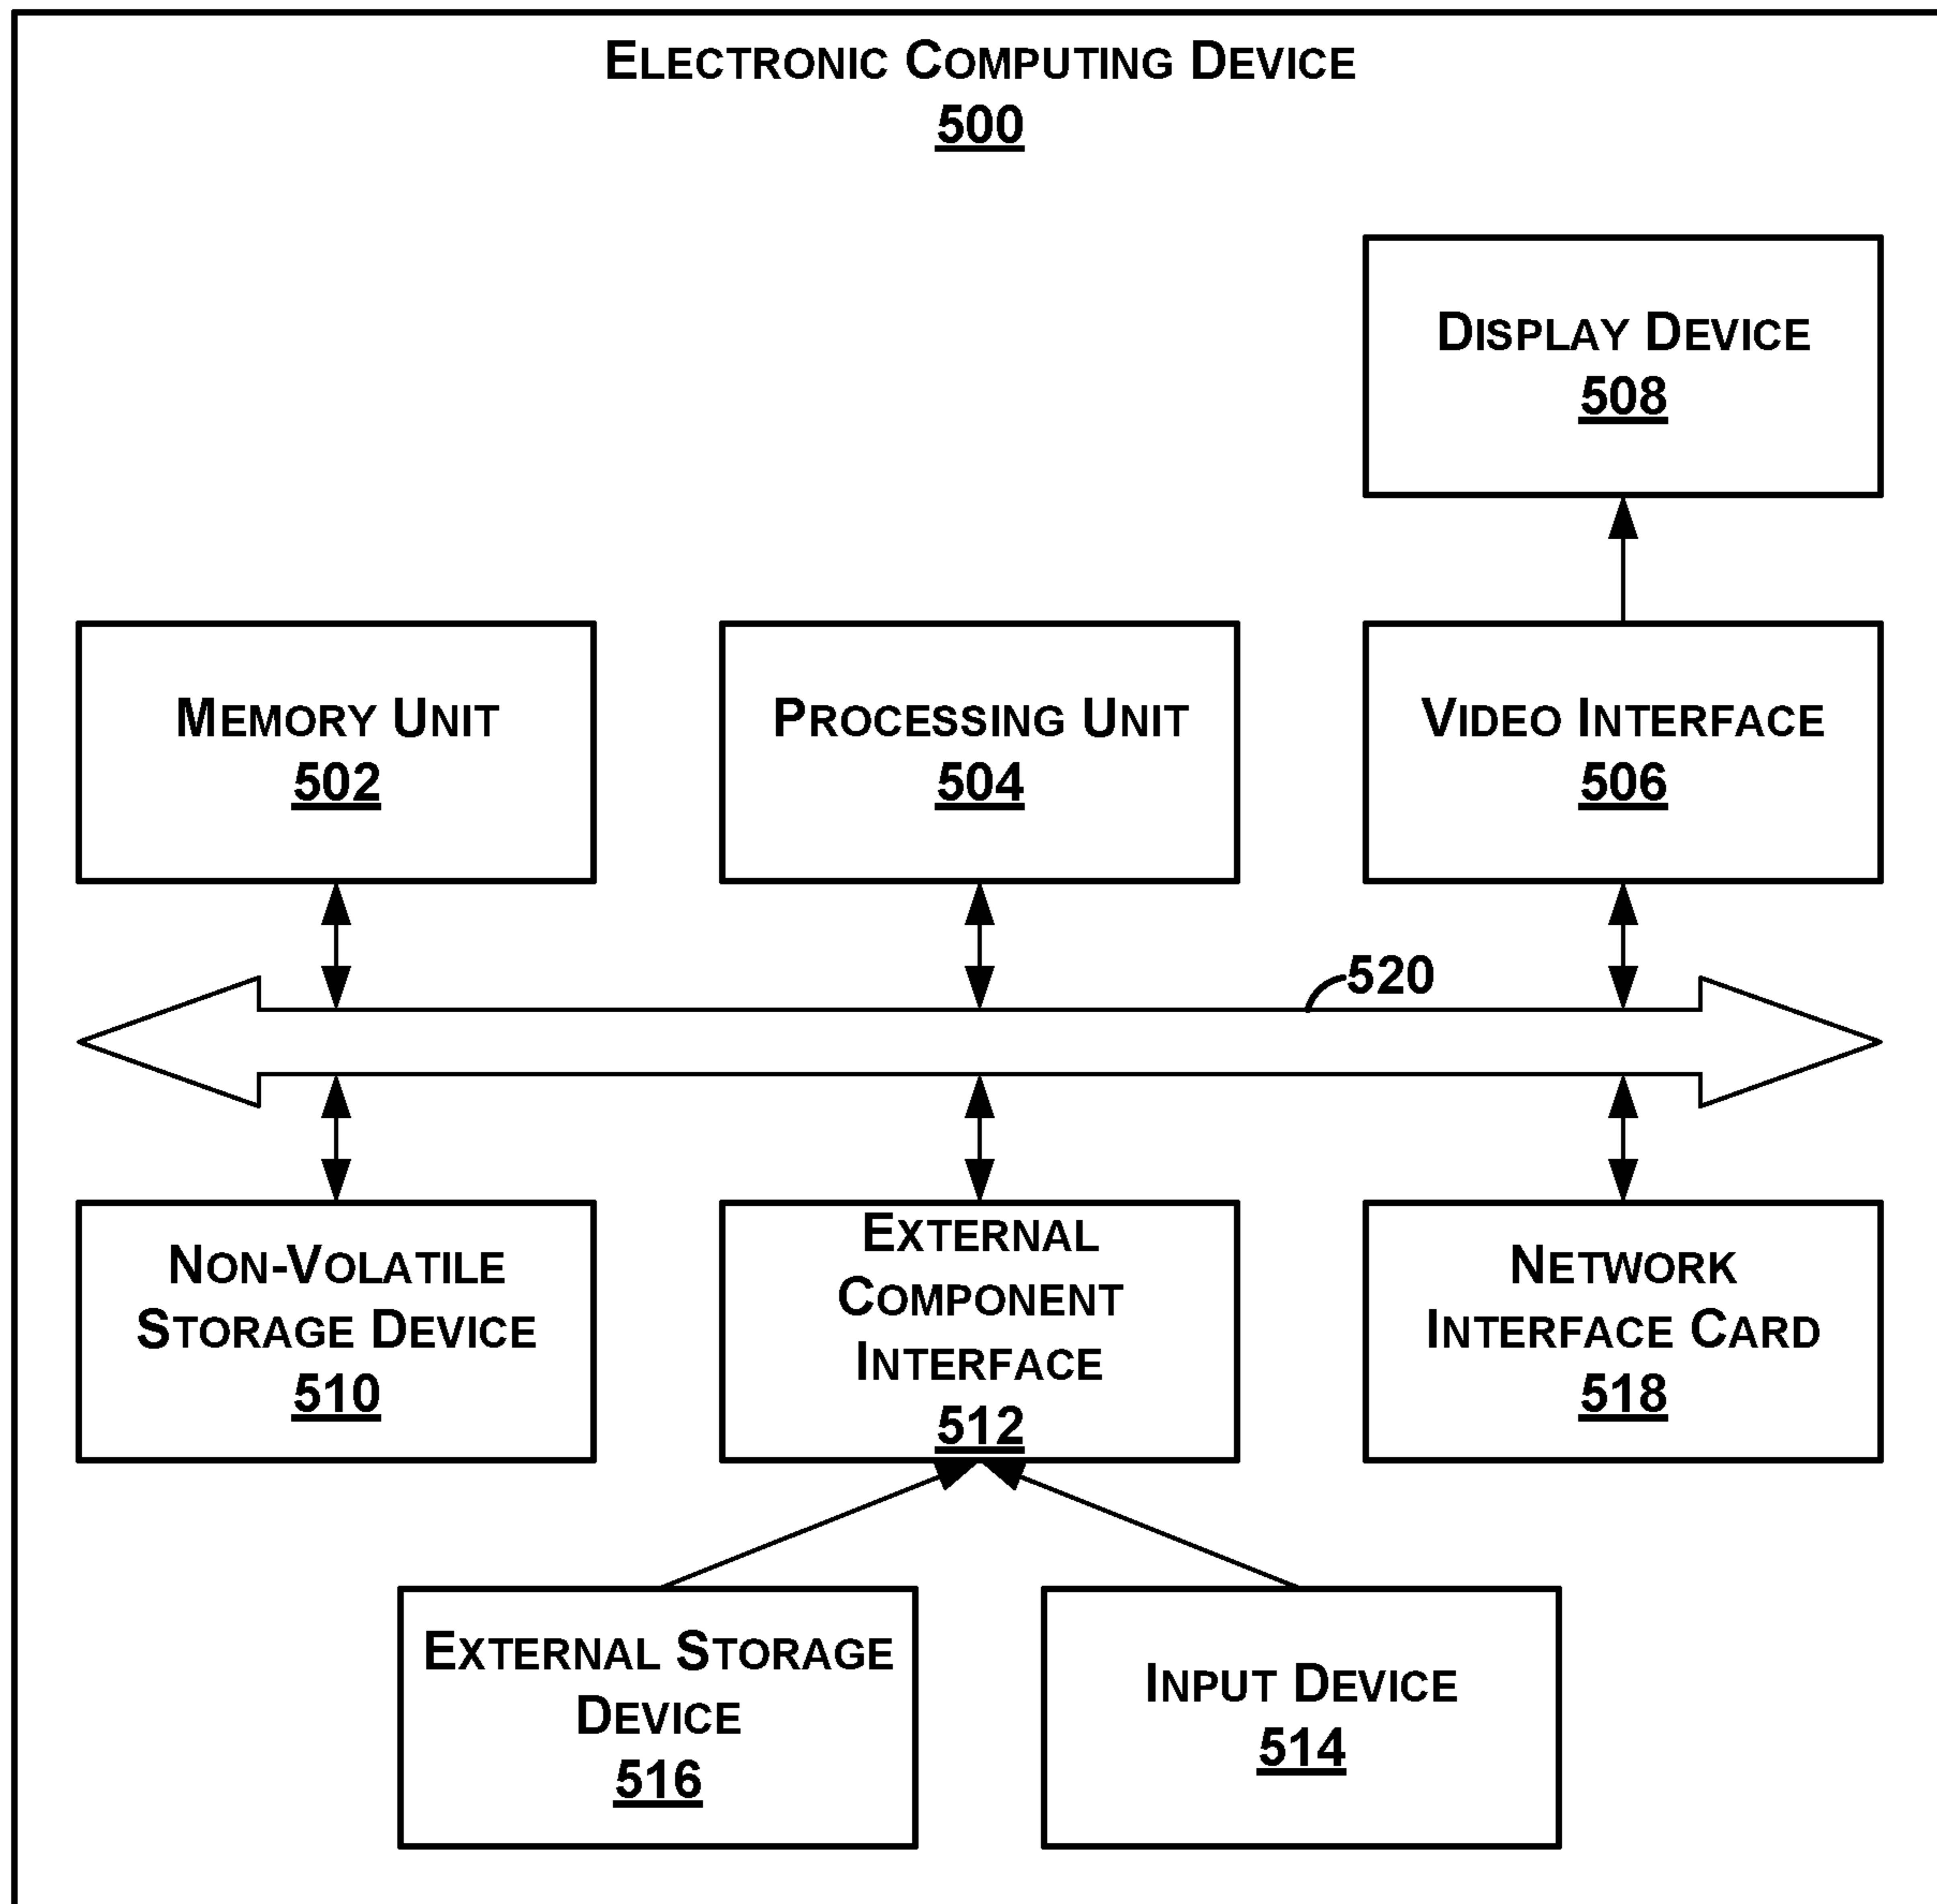 ELECTRONIC COMPUTING DEVICE
500
DISPLAY DEVICE
508
MEMORY UNIT
502
PROCESSING UNIT
504
VIDEO INTERFACE
506
520
NON-VOLATILE
STORAGE DEVICE
510
EXTERNAL
COMPONENT
INTERFACE
512
NETWORK
INTERFACE CARD
518
EXTERNAL STORAGE
DEVICE
516
INPUT DEVICE
514